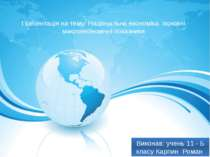 Презентація на тему: Національна економіка: основні
макроекономічні показники
Виконав: учень 11 - Б
класу Карпин Роман